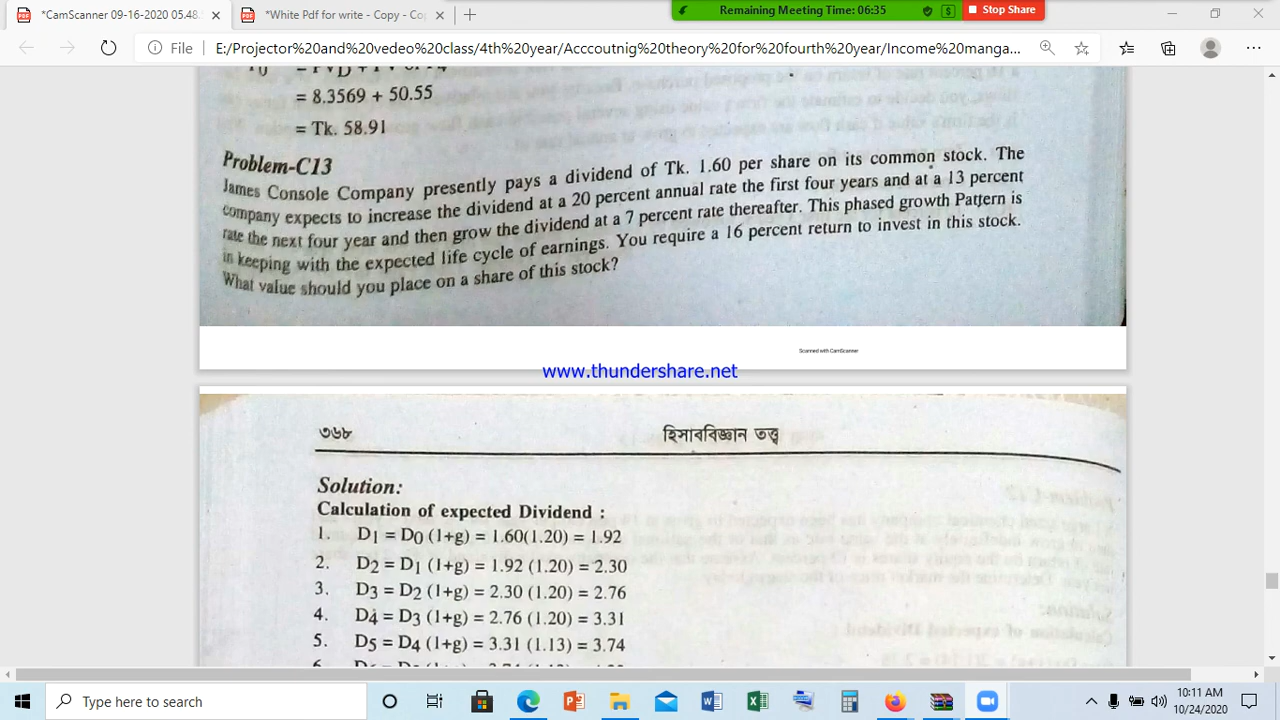 *CamScanner 09-16-2020 05.48.
*White Pdf for write - Copy - Cop
Remaining Meeting Time: 06:35
Stop Share
File
E:/Projector%20and%20vedeo%20class/4th%20year/Acccoutnig%20theory%20for%20fourth%20year/Income%20manga...
= 8.3569 + 50.55
= Tk. 58.91
Problem-C13
James Console Company presently pays a dividend of Tk. 1.60 per share on its common stock. The
company expects to increase the dividend at a 20 percent annual rate the first four years and at a 13 percent
rate the next four year and then grow the dividend at a 7 percent rate thereafter. This phased growth Pattern is
in keeping with the expected life cycle of earnings. You require a 16 percent return to invest in this stock.
What value should you place on a share of this stock?
Scanned with CamScanner
www.thundershare.net
৩৬৮ হিসাববিজ্ঞান তত্ত্ব
Solution:
Calculation of expected Dividend :
1. D1 = D0 (1+g) = 1.60(1.20) = 1.92
2. D2 = D1 (1+g) = 1.92 (1.20) = 2.30
3. D3 = D2 (1+g) = 2.30 (1.20) = 2.76
4. D4 = D3 (1+g) = 2.76 (1.20) = 3.31
5. D5 = D4 (1+g) = 3.31 (1.13) = 3.74
Type here to search
10:11 AM
10/24/2020